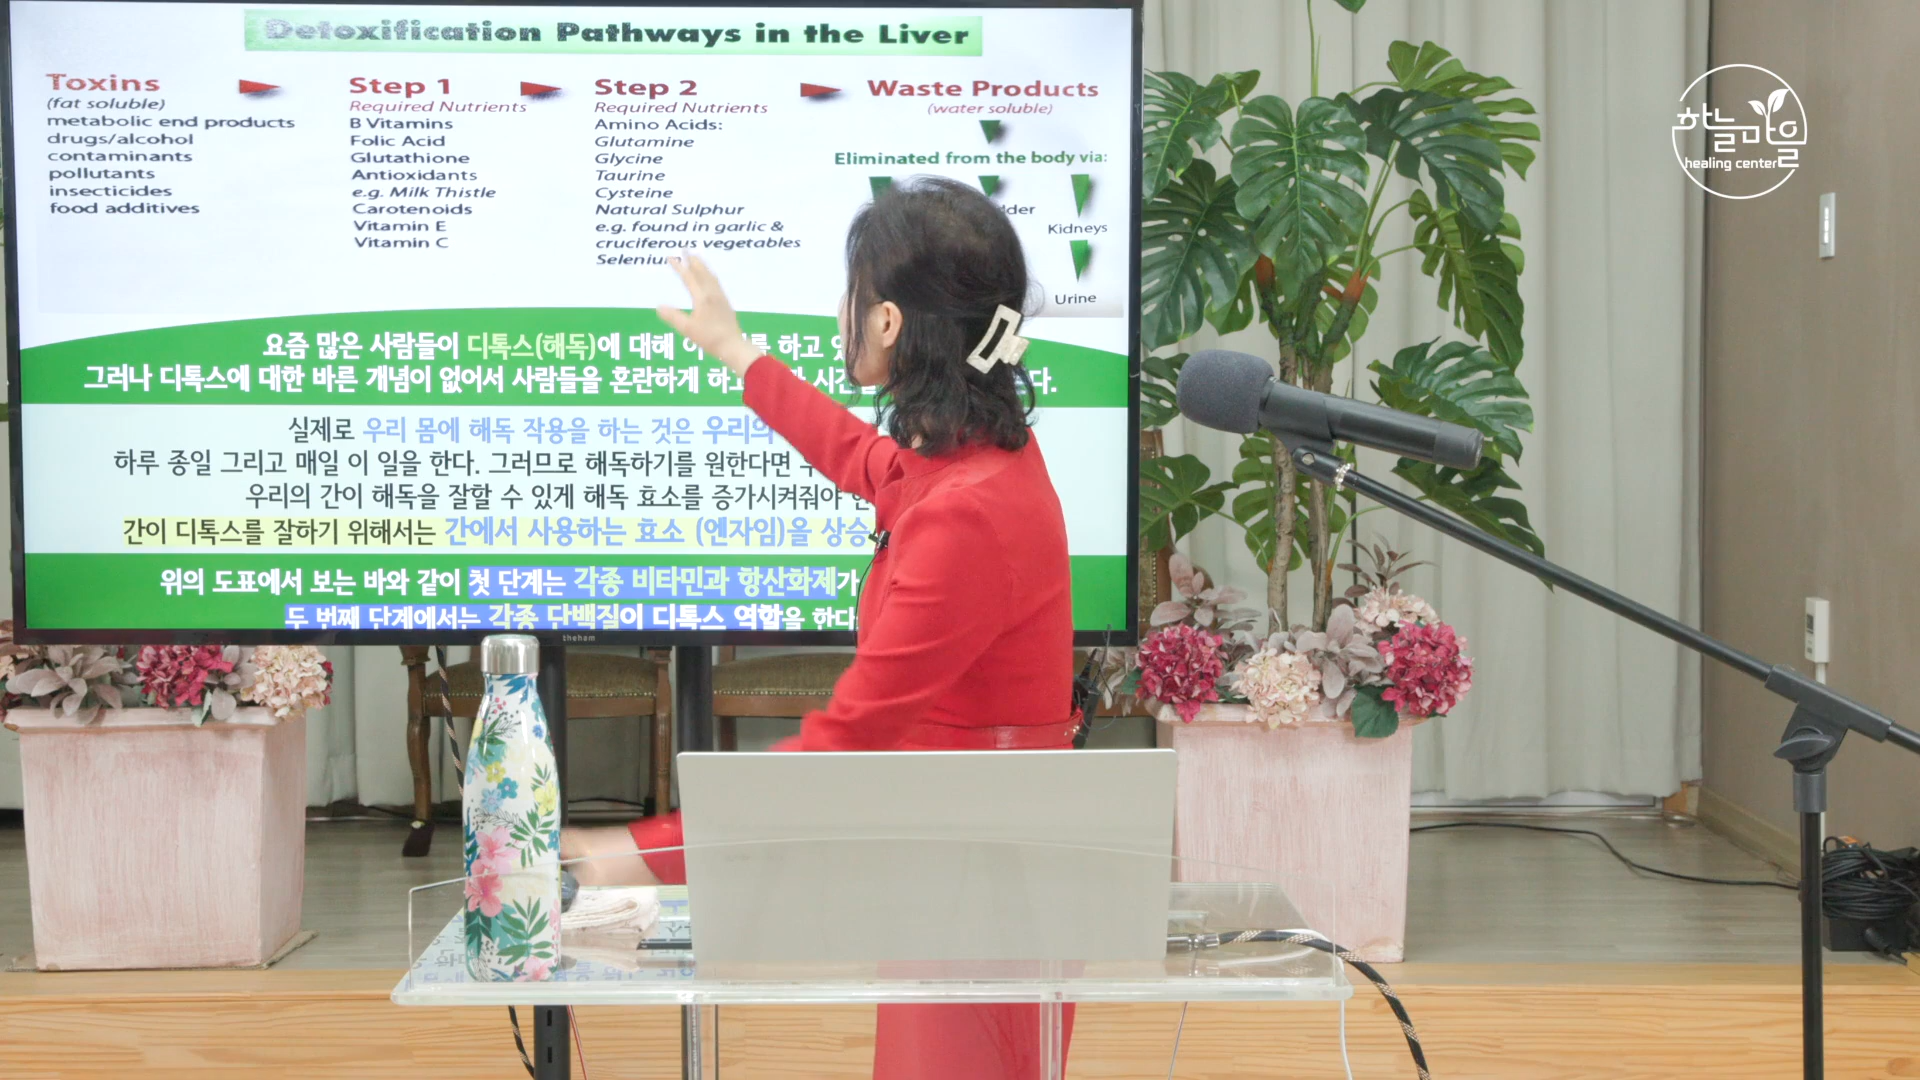 Detoxification Pathways in the Liver
Toxins
(fat soluble)
metabolic end products
drugs/alcohol
contaminants
pollutants
insecticides
food additives
Step 1
Required Nutrients
B Vitamins
Folic Acid
Glutathione
Antioxidants
e.g. Milk Thistle
Carotenoids
Vitamin E
Vitamin C
Step 2
Required Nutrients
Amino Acids:
Glutamine
Glycine
Taurine
Cysteine
Natural Sulphur
e.g. found in garlic &
cruciferous vegetables
Selenium
Waste Products
(water soluble)
Eliminated from the body via:
Kidneys
Urine
요즘 많은 사람들이 디톡스(해독)에 대해 하고
그러나 디톡스에 대한 바른 개념이 없어서 사람들을 혼란하게
실제로 우리 몸에 해독 작용을 하는 것은 우리의
하루 종일 그리고 매일 이 일을 한다. 그러므로 해독하기를 원한다면
우리의 간이 해독을 잘할 수 있게 해독 효소를 증가시켜줘야
간이 디톡스를 잘하기 위해서는 간에서 사용하는 효소 (엔자임)을 상승
위의 도표에서 보는 바와 같이 첫 단계는 각종 비타민과 항산화제가
두 번째 단계에서는 각종 단백질이 디톡스 역할을 한다
theham
하늘마을
healing center